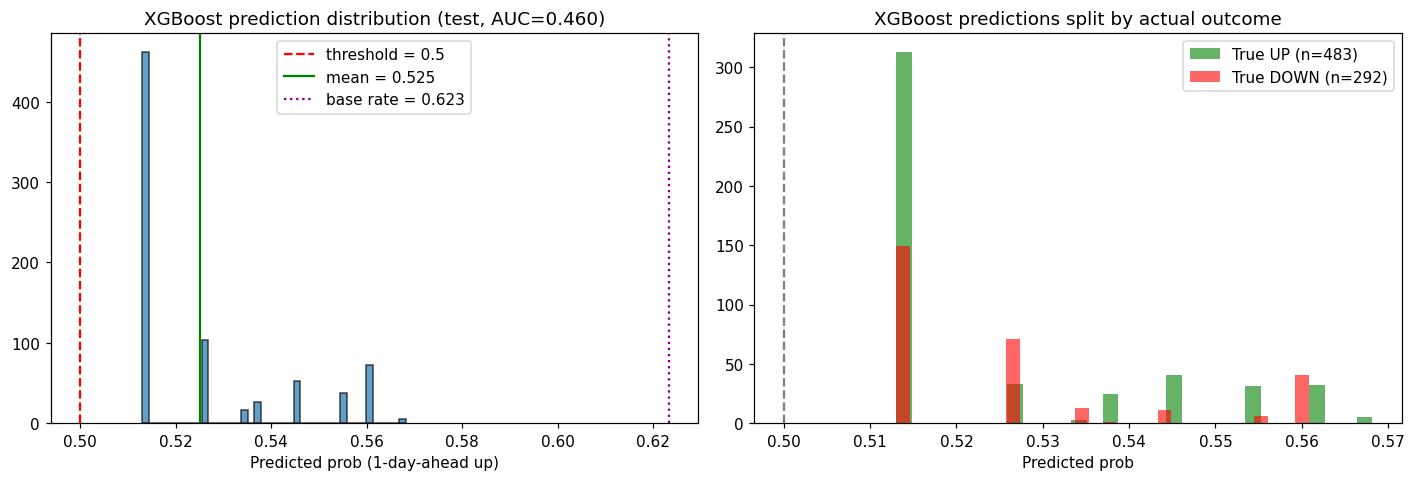 XGBoost prediction distribution (test, AUC=0.460)
threshold = 0.5
mean = 0.525
base rate = 0.623
400
300
200
100
0
0.50 0.52 0.54 0.56 0.58 0.60 0.62
Predicted prob (1-day-ahead up)
XGBoost predictions split by actual outcome
True UP (n=483)
True DOWN (n=292)
300
250
200
150
100
50
0
0.50 0.51 0.52 0.53 0.54 0.55 0.56 0.57
Predicted prob